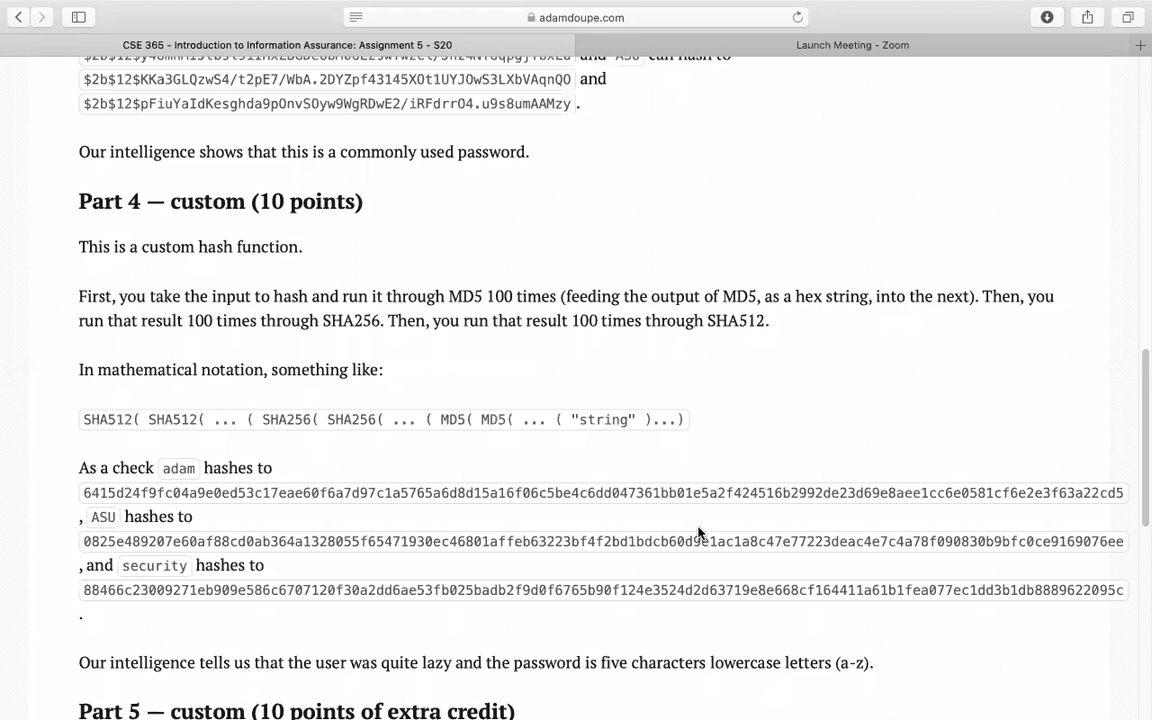 adamdoupe.com
CSE 365 - Introduction to Information Assurance: Assignment 5 - S20
Launch Meeting - Zoom
and ASU can hash to
$2b$12$KKa3GLQzwS4/t2pE7/WbA.2DYZpf43145XOt1UYJOwS3LXbVAqnQO and
$2b$12$pFiuYaIdKesghda9pOnvSOyw9WgRDwE2/iRFdrrO4.u9s8umAAMzy .
Our intelligence shows that this is a commonly used password.
Part 4 — custom (10 points)
This is a custom hash function.
First, you take the input to hash and run it through MD5 100 times (feeding the output of MD5, as a hex string, into the next). Then, you
run that result 100 times through SHA256. Then, you run that result 100 times through SHA512.
In mathematical notation, something like:
SHA512( SHA512( ... ( SHA256( SHA256( ... ( MD5( MD5( ... ( "string" )...)
As a check adam hashes to
6415d24f9fc04a9e0ed53c17eae60f6a7d97c1a5765a6d8d15a16f06c5be4c6dd047361bb01e5a2f424516b2992de23d69e8aee1cc6e0581cf6e2e3f63a22cd5
, ASU hashes to
0825e489207e60af88cd0ab364a1328055f65471930ec46801affeb63223bf4f2bd1bdcb60d9e1ac1a8c47e77223deac4e7c4a78f090830b9bfc0ce9169076ee
, and security hashes to
88466c23009271eb909e586c6707120f30a2dd6ae53fb025badb2f9d0f6765b90f124e3524d2d63719e8e668cf164411a61b1fea077ec1dd3b1db8889622095c
.
Our intelligence tells us that the user was quite lazy and the password is five characters lowercase letters (a-z).
Part 5 — custom (10 points of extra credit)